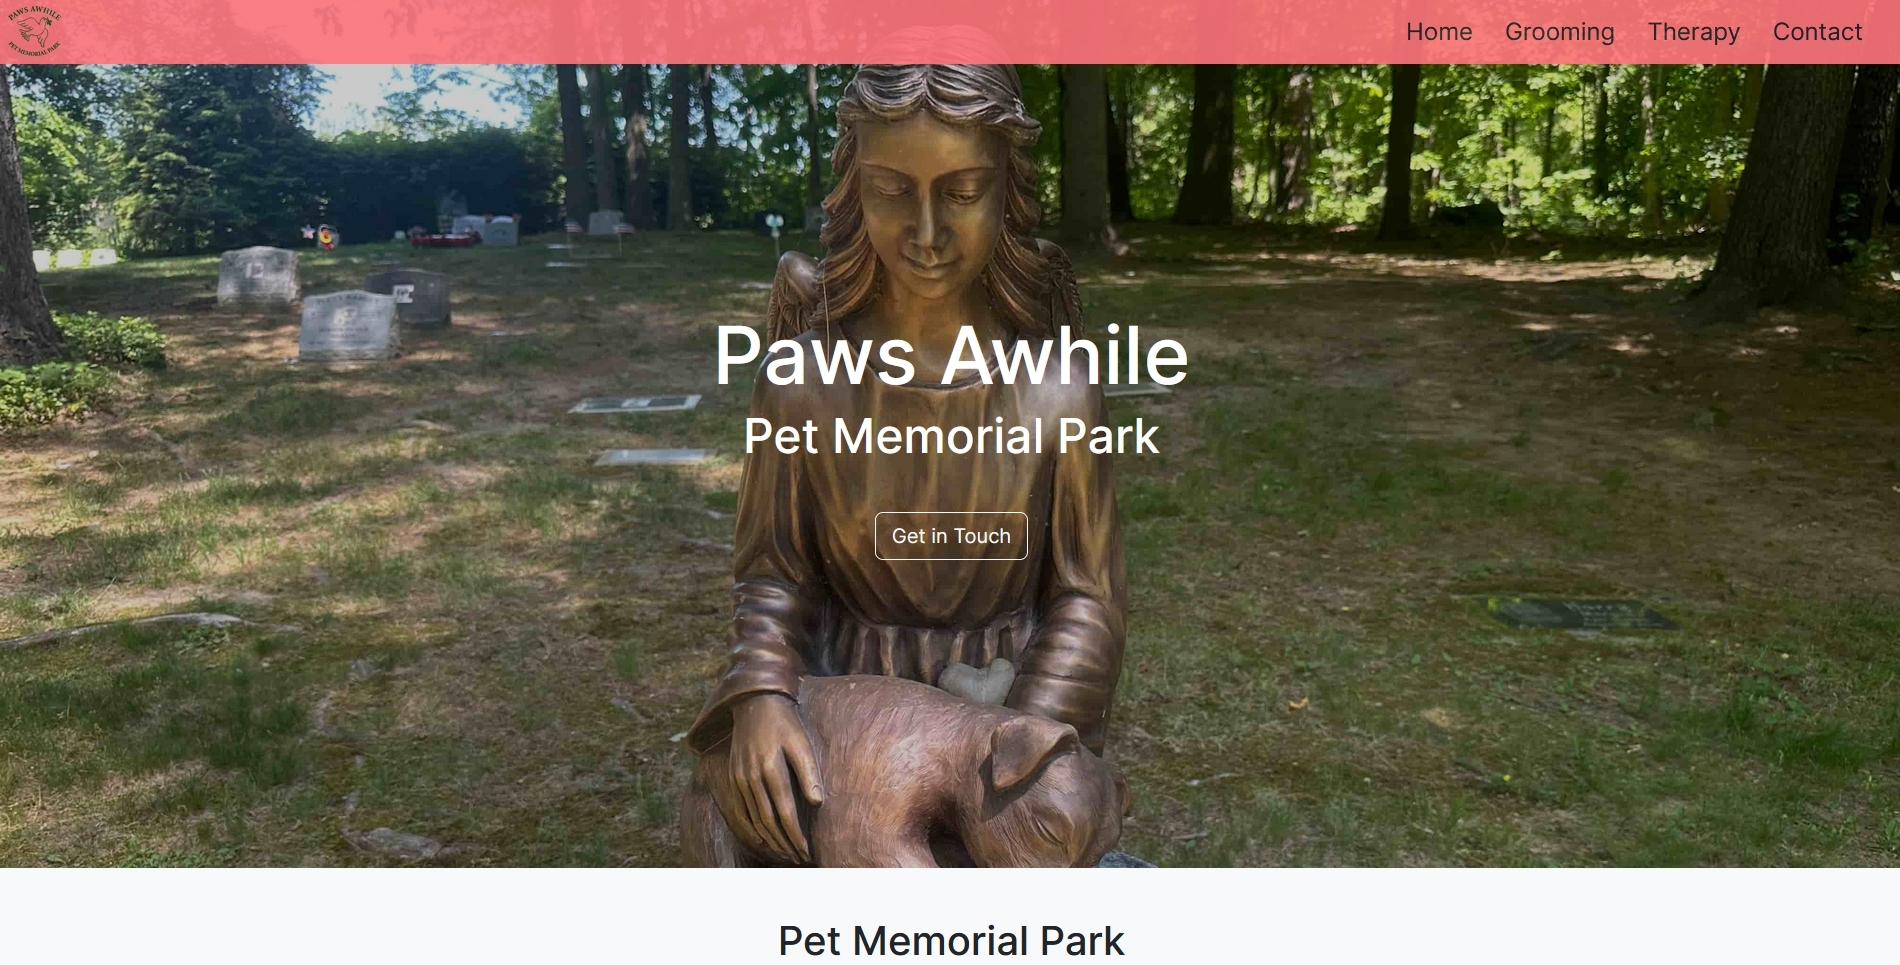 PAWS AWHILE
PET MEMORIAL PARK
Home Grooming Therapy Contact
Paws Awhile
Pet Memorial Park
Get in Touch
Pet Memorial Park